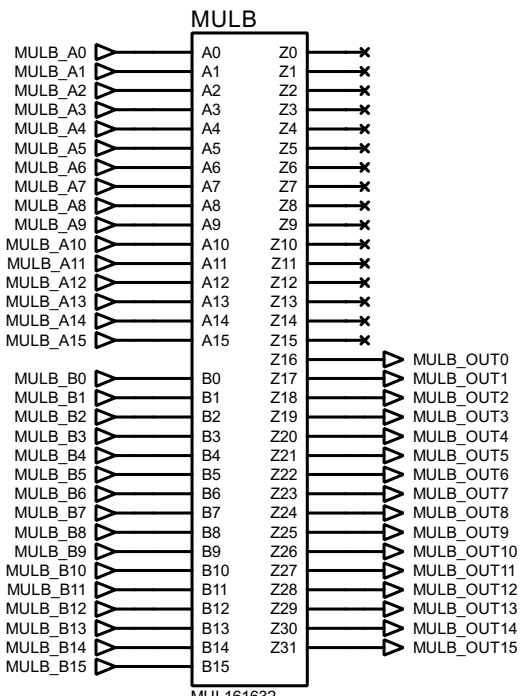 MULB
MULB_A0 A0 Z0
MULB_A1 A1 Z1
MULB_A2 A2 Z2
MULB_A3 A3 Z3
MULB_A4 A4 Z4
MULB_A5 A5 Z5
MULB_A6 A6 Z6
MULB_A7 A7 Z7
MULB_A8 A8 Z8
MULB_A9 A9 Z9
MULB_A10 A10 Z10
MULB_A11 A11 Z11
MULB_A12 A12 Z12
MULB_A13 A13 Z13
MULB_A14 A14 Z14
MULB_A15 A15 Z15
Z16 MULB_OUT0
MULB_B0 B0 Z17 MULB_OUT1
MULB_B1 B1 Z18 MULB_OUT2
MULB_B2 B2 Z19 MULB_OUT3
MULB_B3 B3 Z20 MULB_OUT4
MULB_B4 B4 Z21 MULB_OUT5
MULB_B5 B5 Z22 MULB_OUT6
MULB_B6 B6 Z23 MULB_OUT7
MULB_B7 B7 Z24 MULB_OUT8
MULB_B8 B8 Z25 MULB_OUT9
MULB_B9 B9 Z26 MULB_OUT10
MULB_B10 B10 Z27 MULB_OUT11
MULB_B11 B11 Z28 MULB_OUT12
MULB_B12 B12 Z29 MULB_OUT13
MULB_B13 B13 Z30 MULB_OUT14
MULB_B14 B14 Z31 MULB_OUT15
MULB_B15 B15
MUL161632